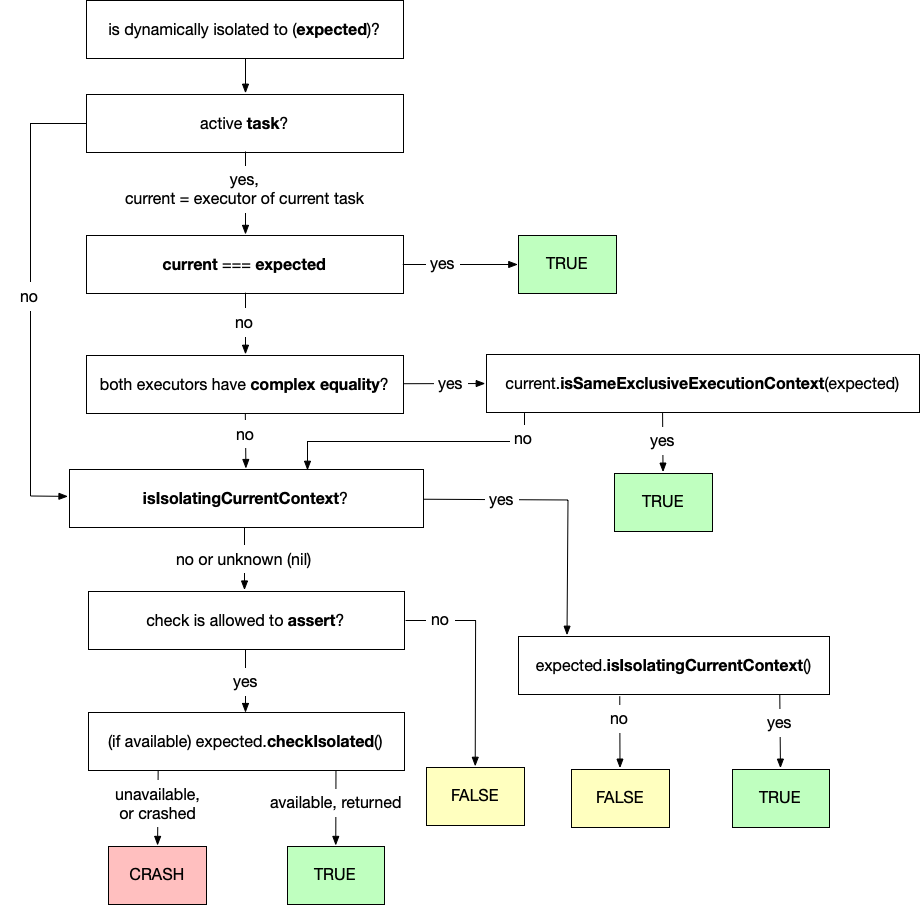 is dynamically isolated to (expected)?
active task?
yes,
current = executor of current task
current === expected
yes
TRUE
no
no
both executors have complex equality?
yes
current.isSameExclusiveExecutionContext(expected)
no
no
yes
isIsolatingCurrentContext?
yes
TRUE
no or unknown (nil)
check is allowed to assert?
no
expected.isIsolatingCurrentContext()
yes
no
yes
(if available) expected.checkIsolated()
FALSE
FALSE
TRUE
unavailable,
or crashed
available, returned
CRASH
TRUE